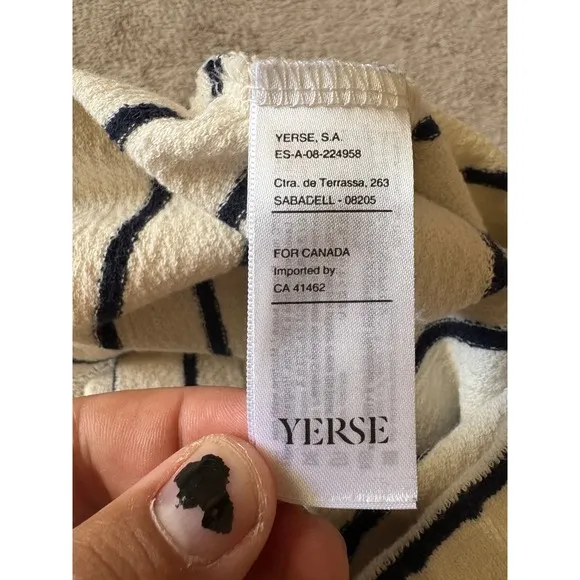 YERSE, S.A.
ES-A-08-224958
Ctra. de Terrassa, 263
SABADELL - 08205
FOR CANADA
Imported by...
CA 41462
YERSE